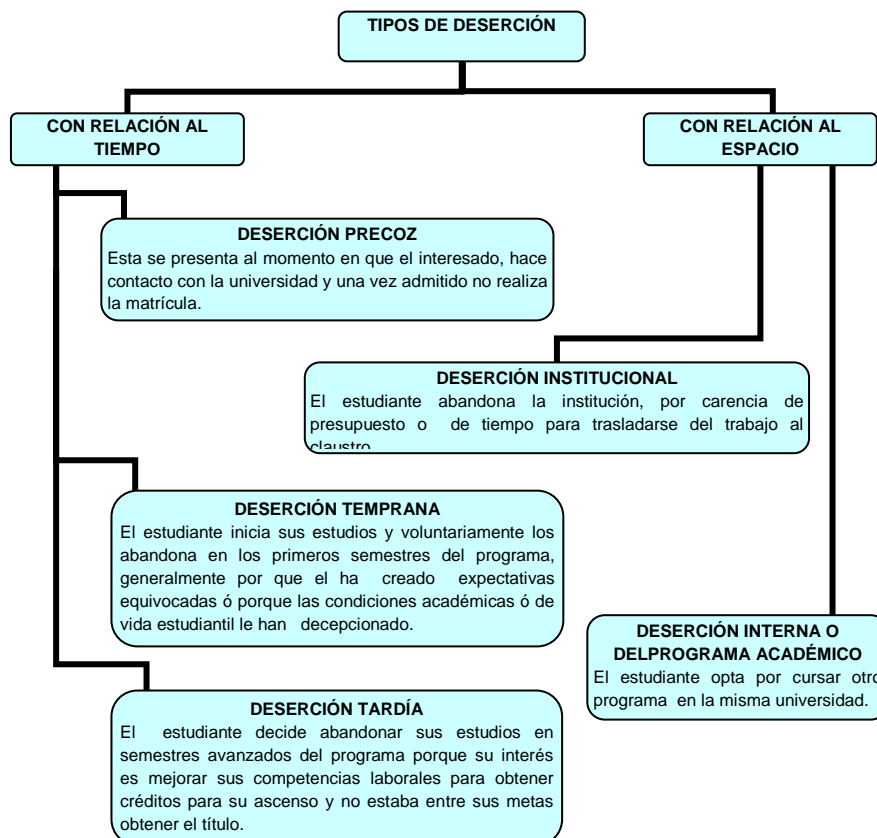 TIPOS DE DESERCIÓN
CON RELACIÓN AL
TIEMPO
CON RELACIÓN AL
ESPACIO
DESERCIÓN PRECOZ
Esta se presenta al momento en que el interesado, hace
contacto con la universidad y una vez admitido no realiza
la matrícula.
DESERCIÓN INSTITUCIONAL
El estudiante abandona la institución, por carencia de
presupuesto o de tiempo para trasladarse del trabajo al
claustro
DESERCIÓN TEMPRANA
El estudiante inicia sus estudios y voluntariamente los
abandona en los primeros semestres del programa,
generalmente por que el ha creado expectativas
equivocadas ó porque las condiciones académicas ó de
vida estudiantil le han decepcionado.
DESERCIÓN INTERNA O
DELPROGRAMA ACADÉMICO
El estudiante opta por cursar otro
programa en la misma universidad.
DESERCIÓN TARDÍA
El estudiante decide abandonar sus estudios en
semestres avanzados del programa porque su interés
es mejorar sus competencias laborales para obtener
créditos para su ascenso y no estaba entre sus metas
obtener el título.